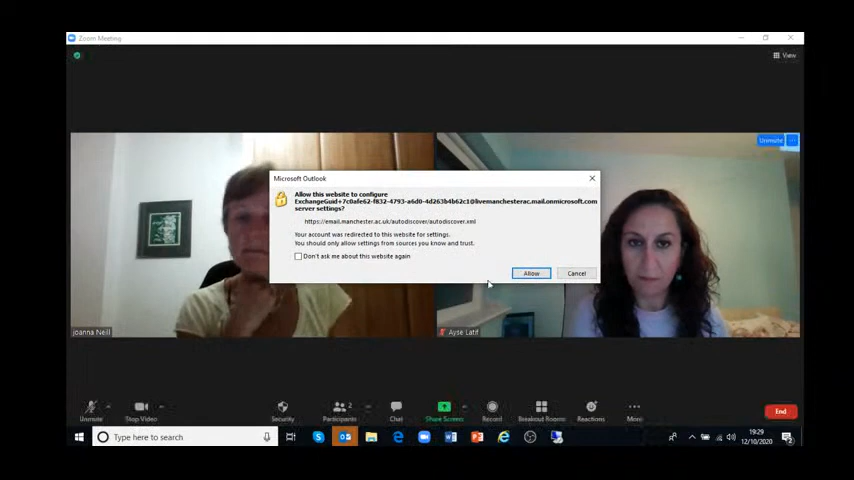 Zoom Meeting
View
Unmute
Microsoft Outlook
Allow this website to configure
ExchangeGuid+7c0afe62-f832-4793-a6d0-4d263b4b62c1@livemanchesterac.mail.onmicrosoft.com
server settings?
https://email.manchester.ac.uk/autodiscover/autodiscover.xml
Your account was redirected to this website for settings.
You should only allow settings from sources you know and trust.
Don't ask me about this website again
Allow
Cancel
Joanna Neill
Ayse Latif
Unmute
Stop Video
Security
2
Participants
Chat
Share Screen
Record
Breakout Rooms
Reactions
More
End
Type here to search
19:29
12/10/2020
2